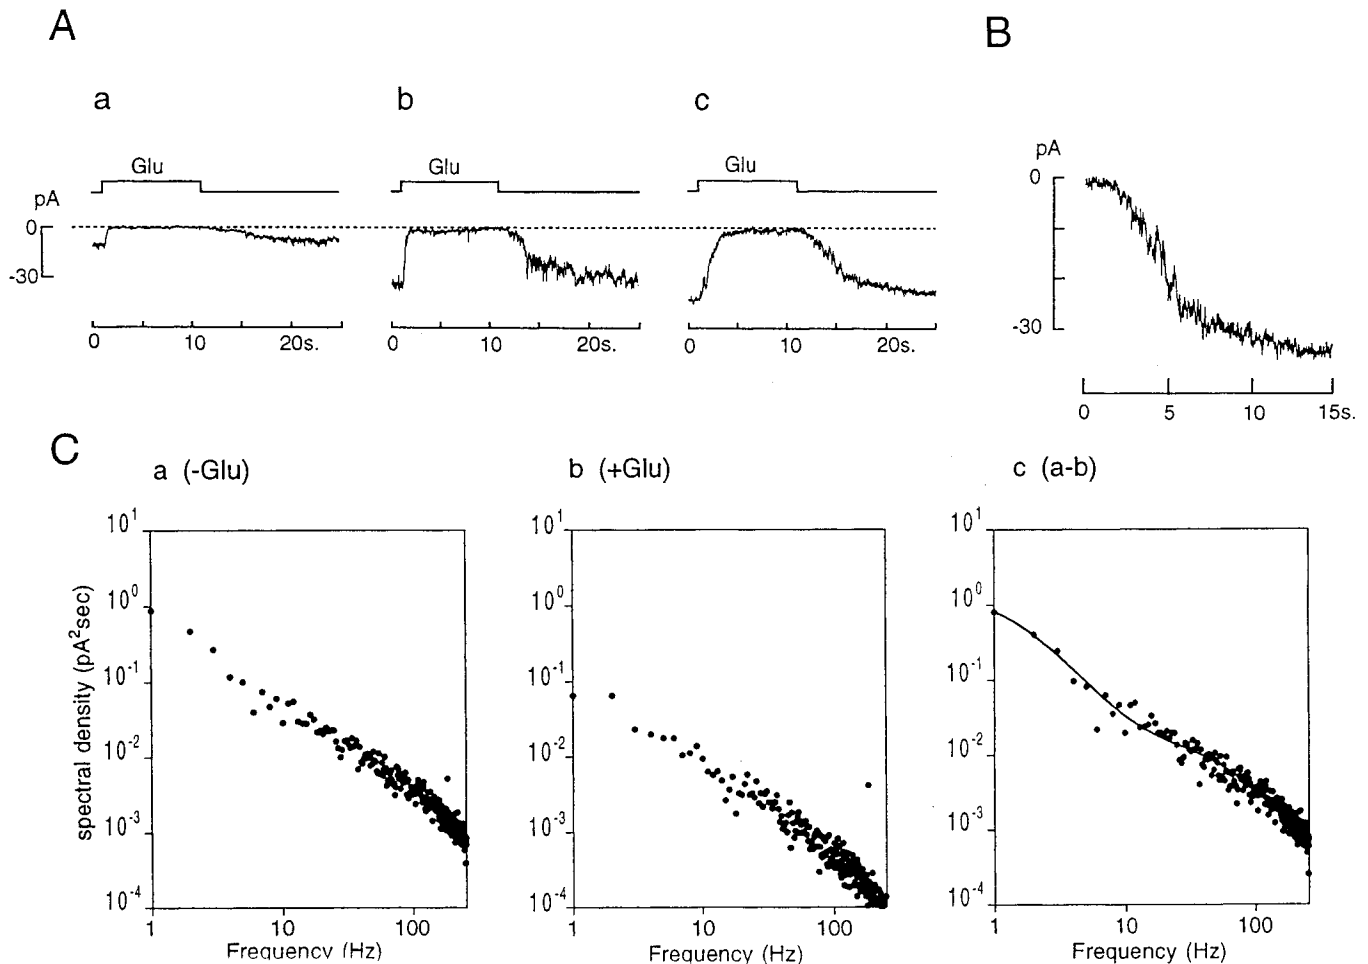 A
B
a
b
c
Glu
Glu
Glu
pA
0
-30
0 10 20s.
0 10 20s.
0 10 20s.
pA
0
-30
0 5 10 15s.
C
a (-Glu)
b (+Glu)
c (a-b)
spectral density (pA²sec)
10¹
10⁰
10⁻¹
10⁻²
10⁻³
10⁻⁴
1 10 100
Frequency (Hz)
10¹
10⁰
10⁻¹
10⁻²
10⁻³
10⁻⁴
1 10 100
Frequency (Hz)
10¹
10⁰
10⁻¹
10⁻²
10⁻³
10⁻⁴
1 10 100
Frequency (Hz)